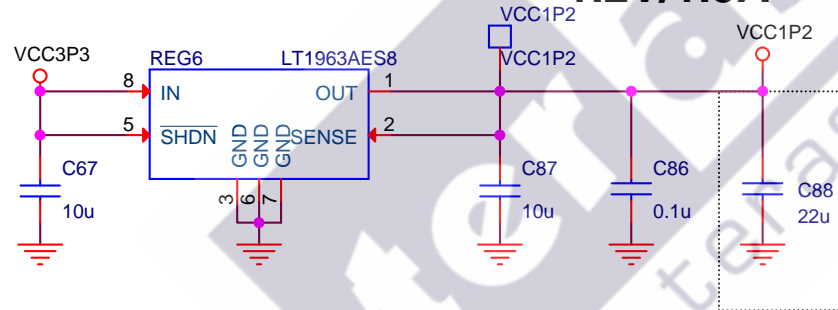 VCC1P2
VCC3P3
REG6 LT1963AES8
VCC1P2
VCC1P2
8 IN OUT 1
5 SHDN SENSE 2
GND GND GND
3 6 7
C67
10u
C87
10u
C86
0.1u
C88
22u
terasic